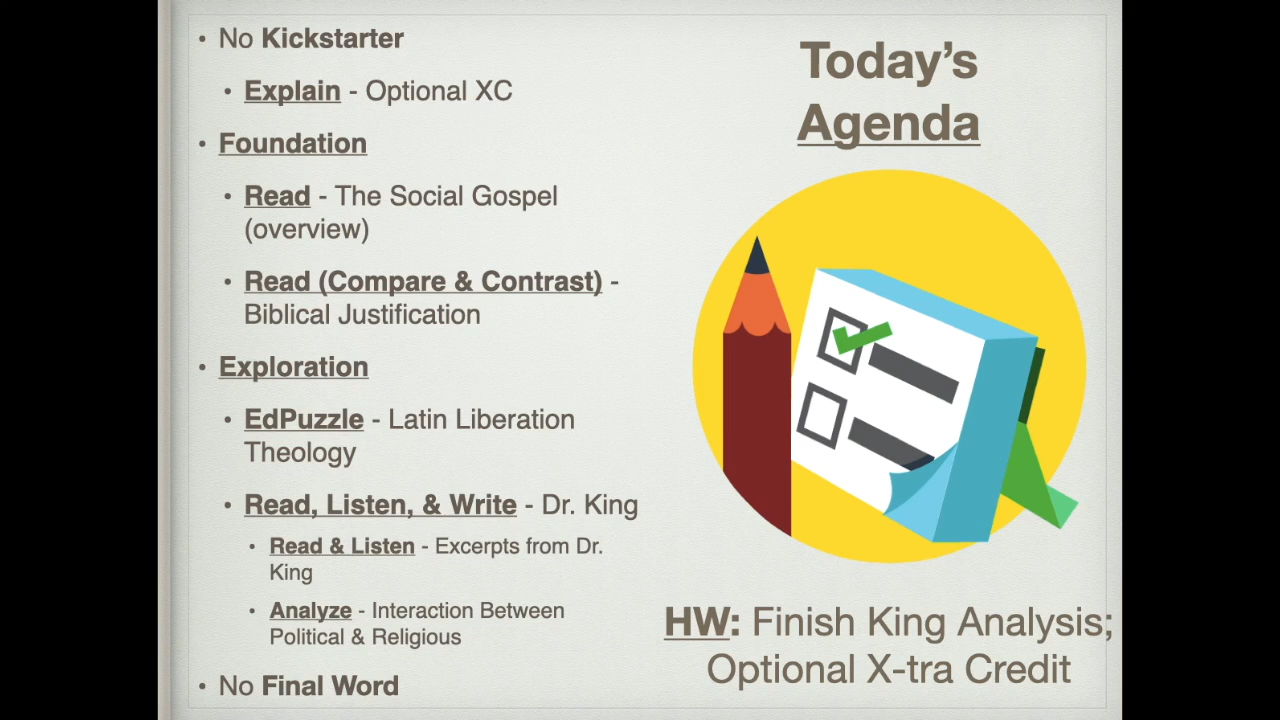 • No Kickstarter
• Explain - Optional XC
• Foundation
• Read - The Social Gospel
(overview)
• Read (Compare & Contrast) -
Biblical Justification
• Exploration
• EdPuzzle - Latin Liberation
Theology
• Read, Listen, & Write - Dr. King
• Read & Listen - Excerpts from Dr.
King
• Analyze - Interaction Between
Political & Religious
• No Final Word
Today’s
Agenda
HW: Finish King Analysis;
Optional X-tra Credit